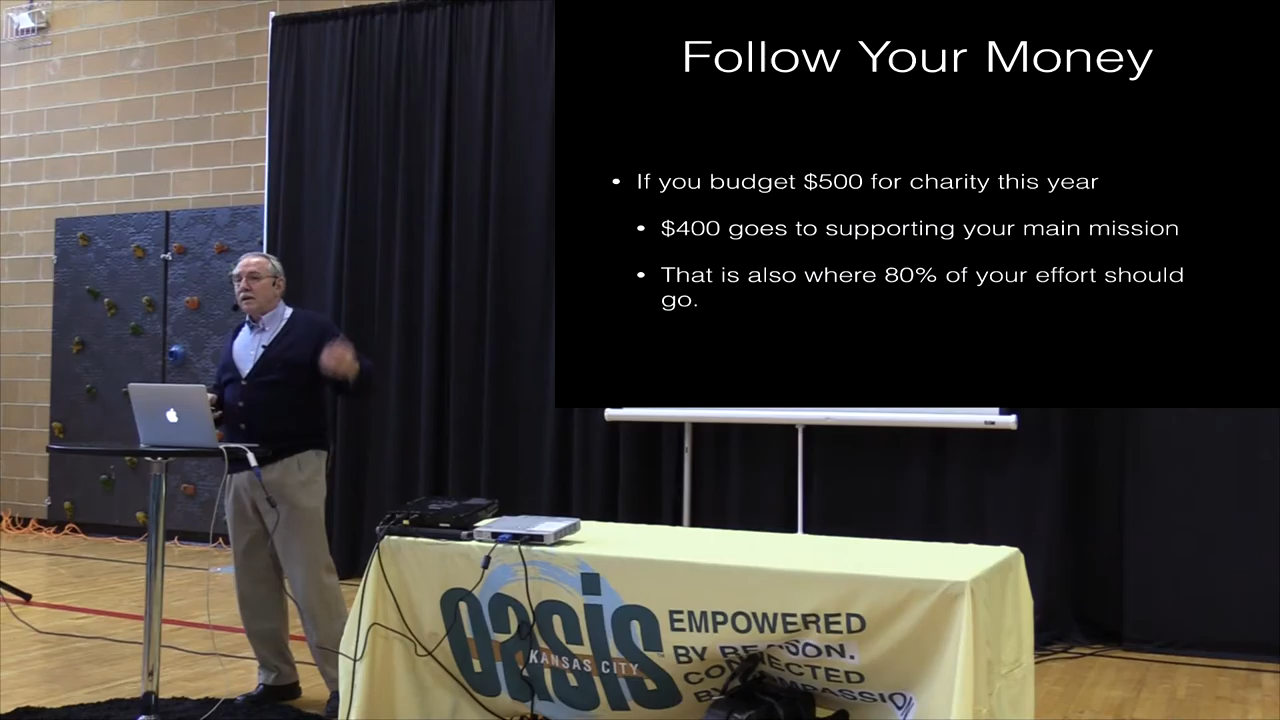 Follow Your Money
• If you budget $500 for charity this year
• $400 goes to supporting your main mission
• That is also where 80% of your effort should
go.
oasis
KANSAS CITY
EMPOWERED
BY
CONNECTED
BY